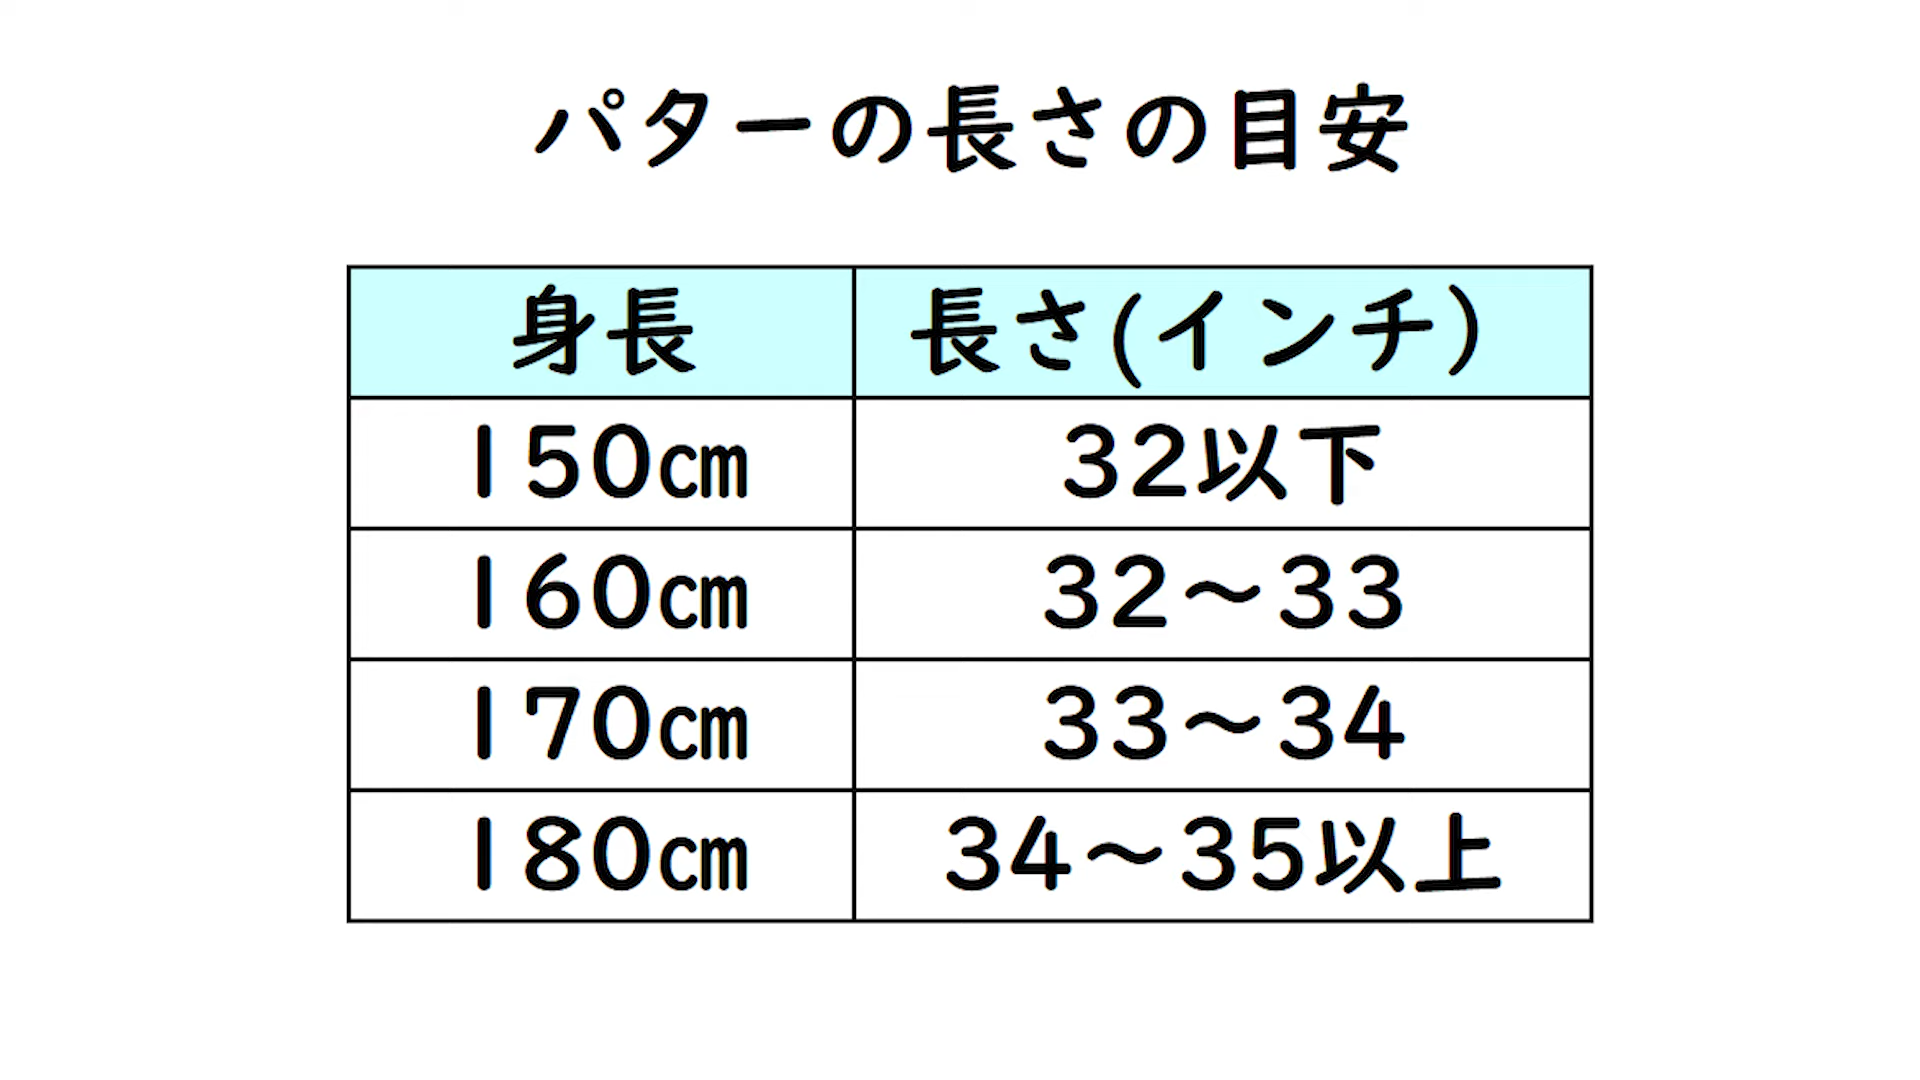 パターの長さの目安
身長 長さ(インチ)
150㎝ 32以下
160㎝ 32～33
170㎝ 33～34
180㎝ 34～35以上